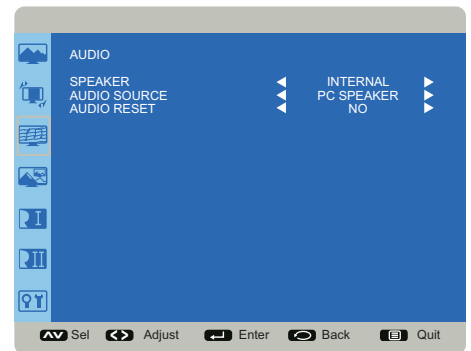 AUDIO
SPEAKER INTERNAL
AUDIO SOURCE PC SPEAKER
AUDIO RESET NO
Sel Adjust Enter Back Quit